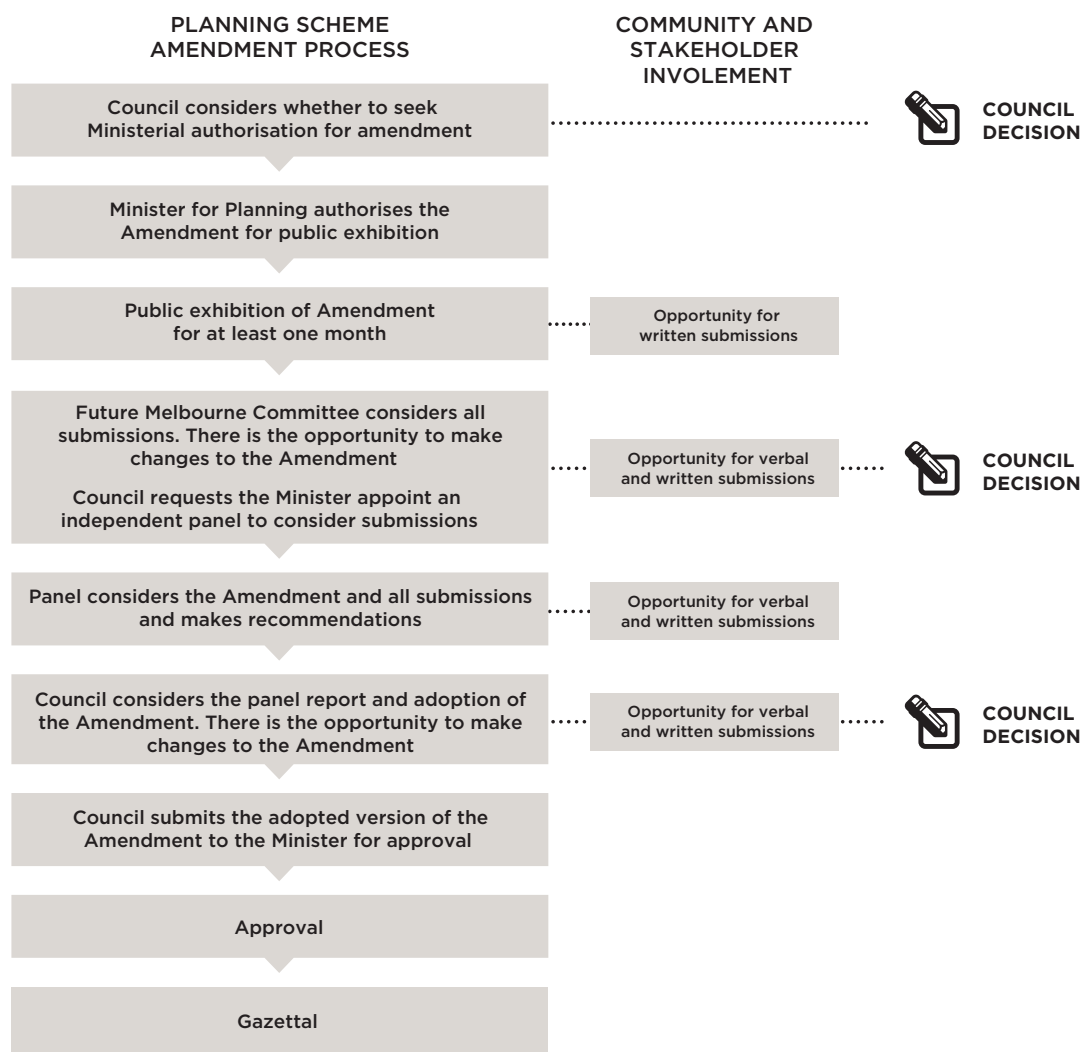 PLANNING SCHEME
AMENDMENT PROCESS
COMMUNITY AND
STAKEHOLDER
INVOLEMENT
Council considers whether to seek
Ministerial authorisation for amendment
COUNCIL
DECISION
Minister for Planning authorises the
Amendment for public exhibition
Public exhibition of Amendment
for at least one month
Opportunity for
written submissions
Future Melbourne Committee considers all
submissions. There is the opportunity to make
changes to the Amendment
Council requests the Minister appoint an
independent panel to consider submissions
Opportunity for verbal
and written submissions
COUNCIL
DECISION
Panel considers the Amendment and all submissions
and makes recommendations
Opportunity for verbal
and written submissions
Council considers the panel report and adoption of
the Amendment. There is the opportunity to make
changes to the Amendment
Opportunity for verbal
and written submissions
COUNCIL
DECISION
Council submits the adopted version of the
Amendment to the Minister for approval
Approval
Gazettal